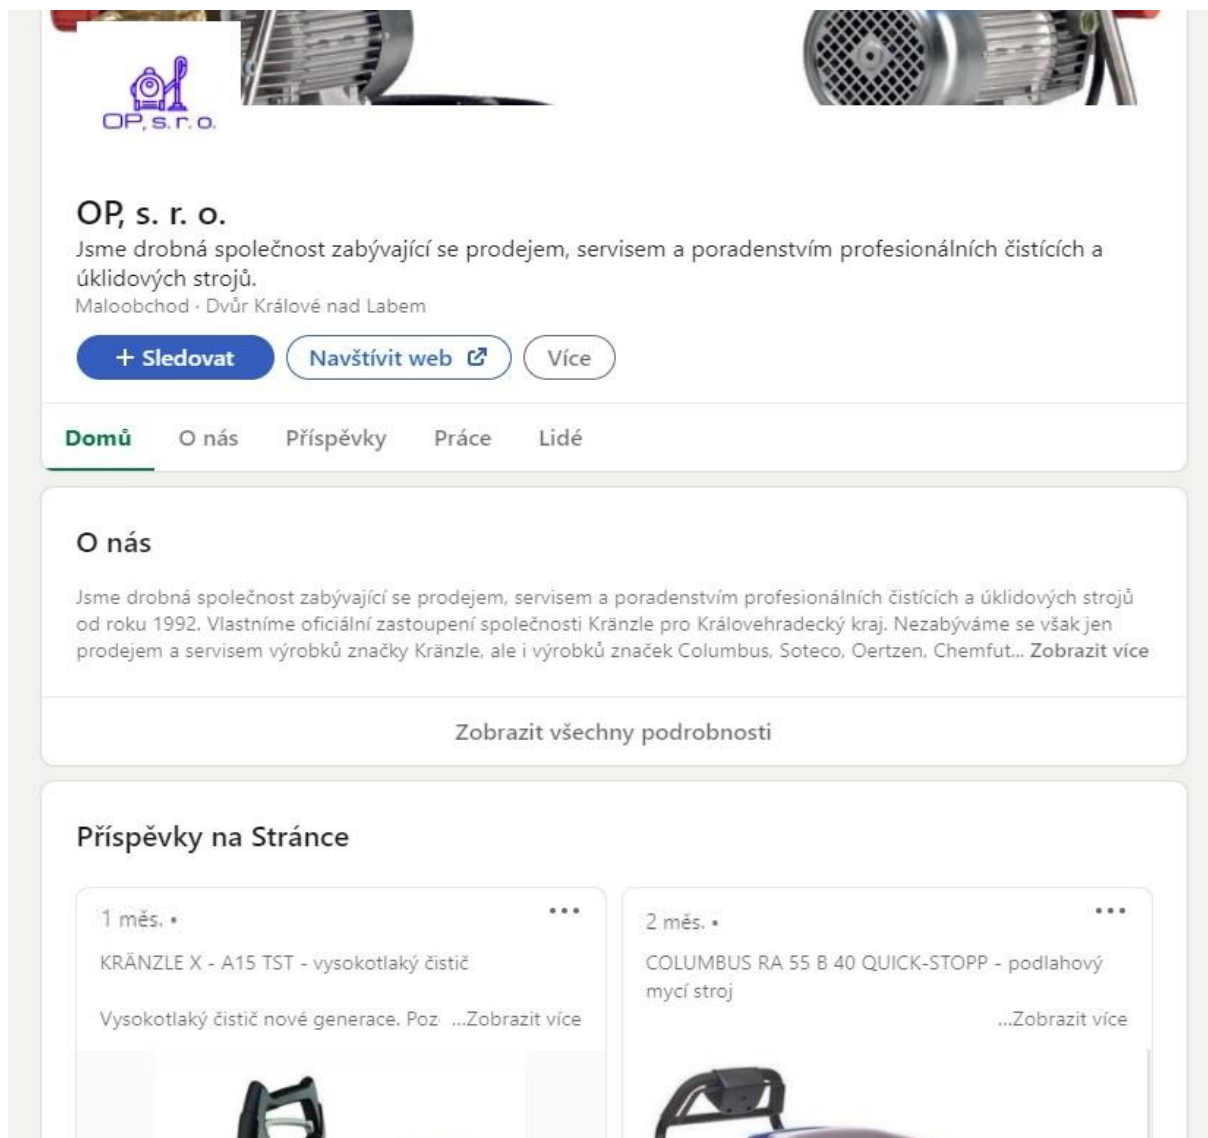 OP, s. r. o.
OP, s. r. o.
Jsme drobná společnost zabývající se prodejem, servisem a poradenstvím profesionálních čistících a
úklidových strojů.
Maloobchod · Dvůr Králové nad Labem
+ Sledovat
Navštívit web
Více
Domů
O nás
Příspěvky
Práce
Lidé
O nás
Jsme drobná společnost zabývající se prodejem, servisem a poradenstvím profesionálních čistících a úklidových strojů
od roku 1992. Vlastníme oficiální zastoupení společnosti Kränzle pro Královehradecký kraj. Nezabýváme se však jen
prodejem a servisem výrobků značky Kränzle, ale i výrobků značek Columbus, Soteco, Oertzen, Chemfut... Zobrazit více
Zobrazit všechny podrobnosti
Příspěvky na Stránce
1 měs. •
KRÄNZLE X - A15 TST - vysokotlaký čistič
Vysokotlaký čistič nové generace. Poz ...Zobrazit více
2 měs. •
COLUMBUS RA 55 B 40 QUICK-STOPP - podlahový
mycí stroj
...Zobrazit více